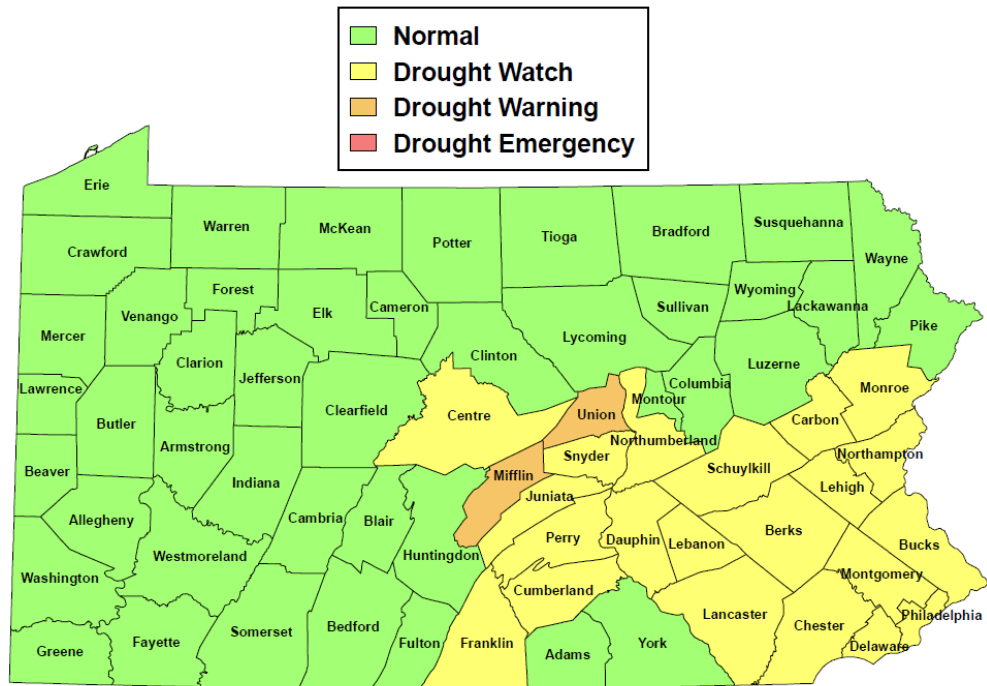 Normal
Drought Watch
Drought Warning
Drought Emergency
Erie
Warren
McKean
Potter
Tioga
Bradford
Susquehanna
Crawford
Wayne
Forest
Venango
Elk
Cameron
Sullivan
Wyoming
Lackawanna
Mercer
Pike
Clarion
Jefferson
Clinton
Lycoming
Luzerne
Lawrence
Clearfield
Columbia
Monroe
Montour
Butler
Centre
Union
Carbon
Armstrong
Northumberland
Snyder
Northampton
Beaver
Indiana
Mifflin
Schuylkill
Lehigh
Juniata
Allegheny
Cambria
Blair
Berks
Perry
Dauphin
Lebanon
Bucks
Westmoreland
Huntingdon
Washington
Montgomery
Cumberland
Lancaster
Philadelphia
Chester
Somerset
Bedford
Fayette
Fulton
Franklin
York
Delaware
Greene
Adams